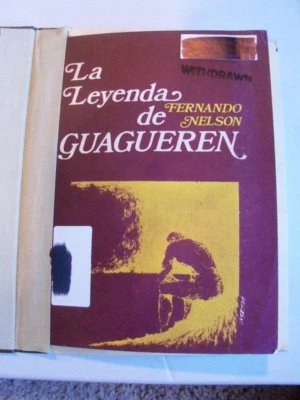 WITHDRAWN
La
Leyenda
de
FERNANDO
NELSON
GUAGUEREN